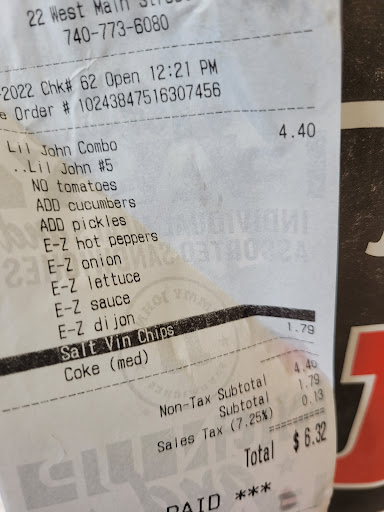 22 West Main Street
740-773-6080
-2022 Chk# 62 Open 12:21 PM
e Order # 10243847516307456
Lil John Combo 4.40
..Lil John #5
NO tomatoes
ADD cucumbers
ADD pickles
E-Z hot peppers
E-Z onion
E-Z lettuce
E-Z sauce
E-Z dijon
Salt Vin Chips
Coke (med) 1.79
Non-Tax Subtotal 4.40
Subtotal 1.79
Sales Tax (7.25%) 0.13
========
Total $ 6.32
PAID ***